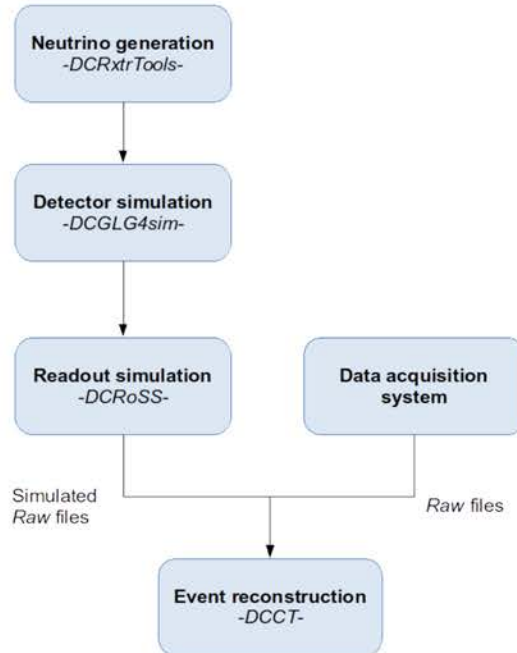 Neutrino generation
-DCRxtrTools-
Detector simulation
-DCGLG4sim-
Readout simulation
-DCRoSS-
Data acquisition
system
Simulated
Raw files
Raw files
Event reconstruction
-DCCT-